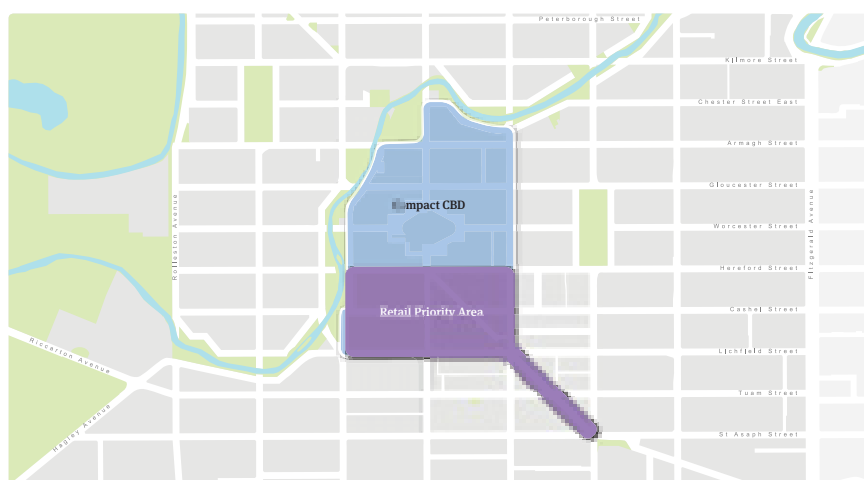 Peterborough Street
Kilmore Street
Chester Street East
Armagh Street
Gloucester Street
Rolleston Avenue
Fitzgerald Avenue
CBD
Worcester Street
Hereford Street
Cashel Street
Retail Priority Area
Riccarton Avenue
Lichfield Street
Tuam Street
Hagley Avenue
St Asaph Street